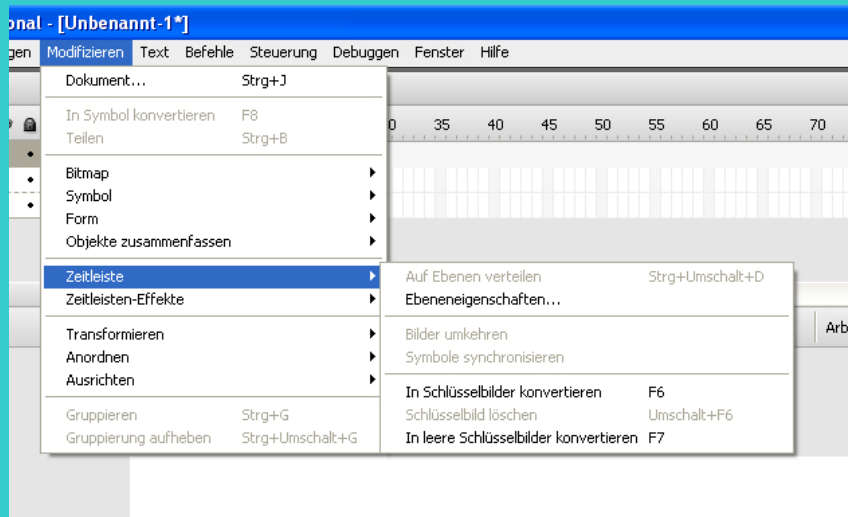 onal - [Unbenannt-1*]
gen Modifizieren Text Befehle Steuerung Debuggen Fenster Hilfe
Dokument... Strg+J
In Symbol konvertieren F8
Teilen Strg+B
0 35 40 45 50 55 60 65 70
Bitmap
Symbol
Form
Objekte zusammenfassen
Zeitleiste
Zeitleisten-Effekte
Transformieren
Anordnen
Ausrichten
Gruppieren Strg+G
Gruppierung aufheben Strg+Umschalt+G
Auf Ebenen verteilen Strg+Umschalt+D
Ebeneneigenschaften...
Bilder umkehren
Symbole synchronisieren
In Schlüsselbilder konvertieren F6
Schlüsselbild löschen Umschalt+F6
In leere Schlüsselbilder konvertieren F7
Arb